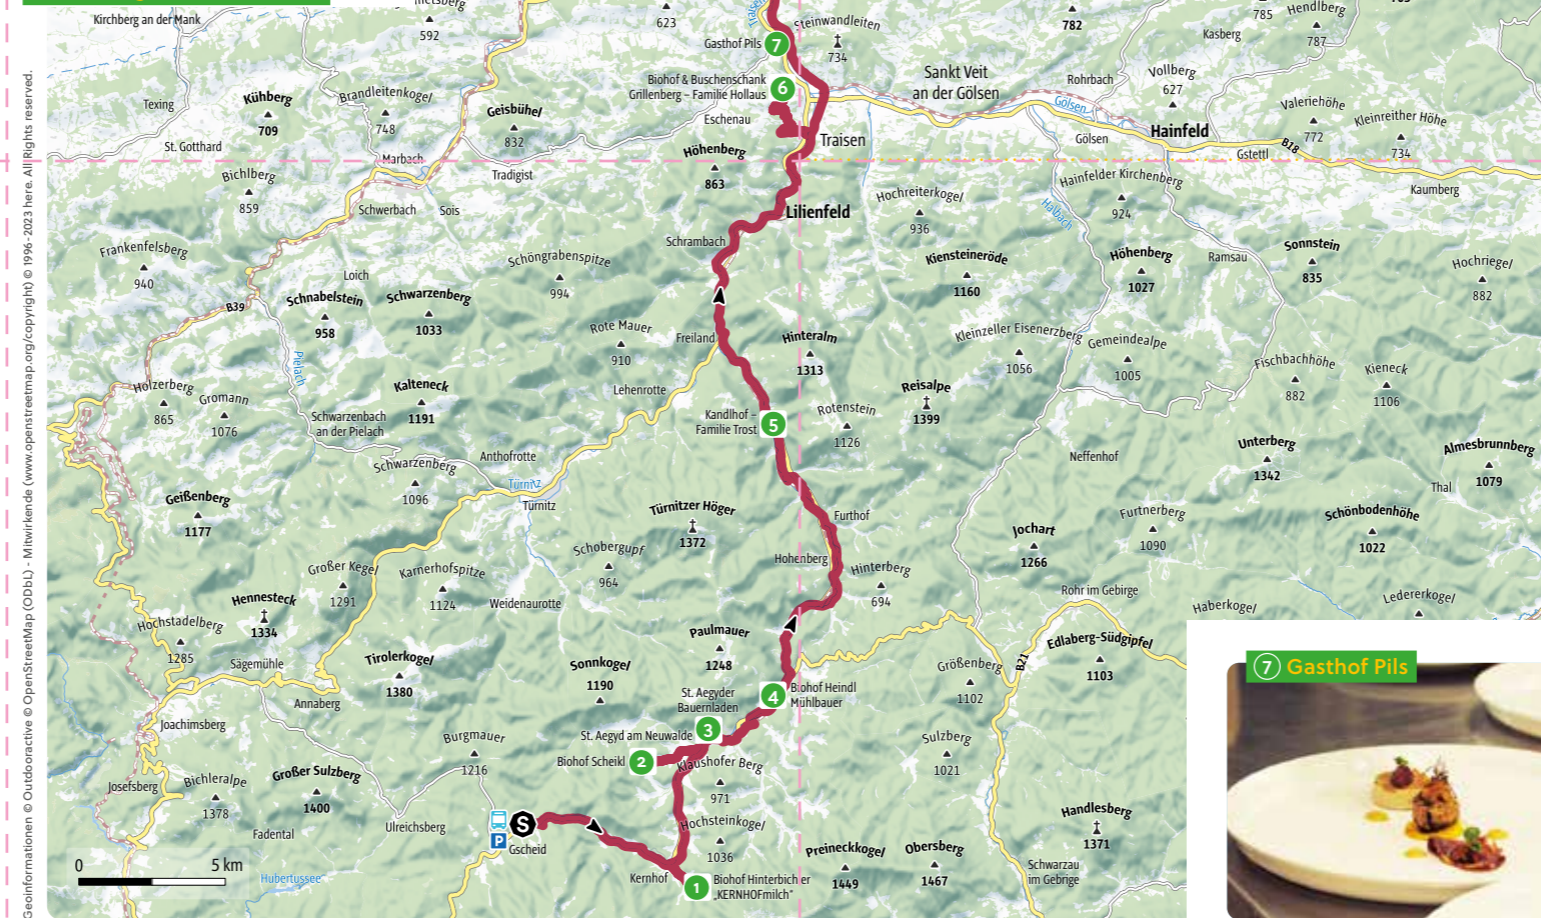 Kirchberg an der Mank
592
623
Traisen
Steinwandleiten
734
782
785
Hendlberg
787
Kasberg
Gasthof Pils
7
Biohof & Buschenschank
Grillenberg – Familie Hollaus
6
Eschenau
Sankt Veit
an der Gölsen
Rohrbach
Vollberg
627
Gölsen
Gölsen
Hainfeld
Valeriehöhe
772
Kleinreither Höhe
734
Gstettl
B18
Kaumberg
Texing
Kühberg
709
Brandleitenkogel
748
Geisbühel
832
St. Gotthard
Marbach
Tradigist
Bichlberg
859
Schwerbach
Sois
Höhenberg
863
Traisen
Lilienfeld
Hochreiterkogel
936
Halbach
Hainfelder Kirchenberg
924
Frankenfelsberg
940
Loich
Schöngrabenspitze
994
Schrambach
Kiensteineröde
1160
Höhenberg
1027
Ramsau
Sonnstein
835
Hochriegel
882
B39
Schnabelstein
958
Schwarzenberg
1033
Pielach
Rote Mauer
910
Freiland
Hinteralm
1313
Kleinzeller Eisenerzberg
1056
Gemeindealpe
1005
Fischbachhöhe
882
Kieneck
1106
Holzerberg
865
Gromann
1076
Kalteneck
1191
Lehenrotte
Schwarzenbach
an der Pielach
Kandlhof –
Familie Trost
5
Rotenstein
1126
Reisalpe
1399
Schwarzenberg
1096
Anthofrotte
Türnitz
Türnitz
Neffenhof
Unterberg
1342
Almesbrunnberg
1079
Thal
Geißenberg
1177
Türnitzer Höger
1372
Furthof
Jochart
1266
Furtnerberg
1090
Schönbodenhöhe
1022
Großer Kegel
1291
Karnerhofspitze
1124
Schobergupf
964
Hohenberg
Hinterberg
694
Hennesteck
1334
Weidenaurotte
Rohr im Gebirge
Haberkogel
Ledererkogel
Hochstadelberg
1285
Sägemühle
Tirolerkogel
1380
Sonnkogel
1190
Paulmauer
1248
Größenberg
1102
B21
Edlaberg-Südgipfel
1103
Annaberg
Joachimsberg
St. Aegyder
Bauernladen
3
4
Biohof Heindl
Mühlbauer
St. Aegyd am Neuwalde
Biohof Scheikl
2
Klaushofer Berg
971
Burgmauer
1216
Sulzberg
1021
Josefsberg
Bichleralpe
1378
Großer Sulzberg
1400
Fadental
Ulreichsberg
S
P
Gscheid
Hochsteinkogel
1036
Preineckkogel
1449
Obersberg
1467
Handlesberg
1371
Schwarzau
im Gebirge
Kernhof
1
Biohof Hinterbichler
„KERNHOFmilch“
Hubertussee
0
5 km
Geoinformationen © Outdooractive © OpenStreetMap (ODbL) - Mitwirkende (www.openstreetmap.org/copyright) © 1996-2023 here. All Rights reserved.
7 Gasthof Pils